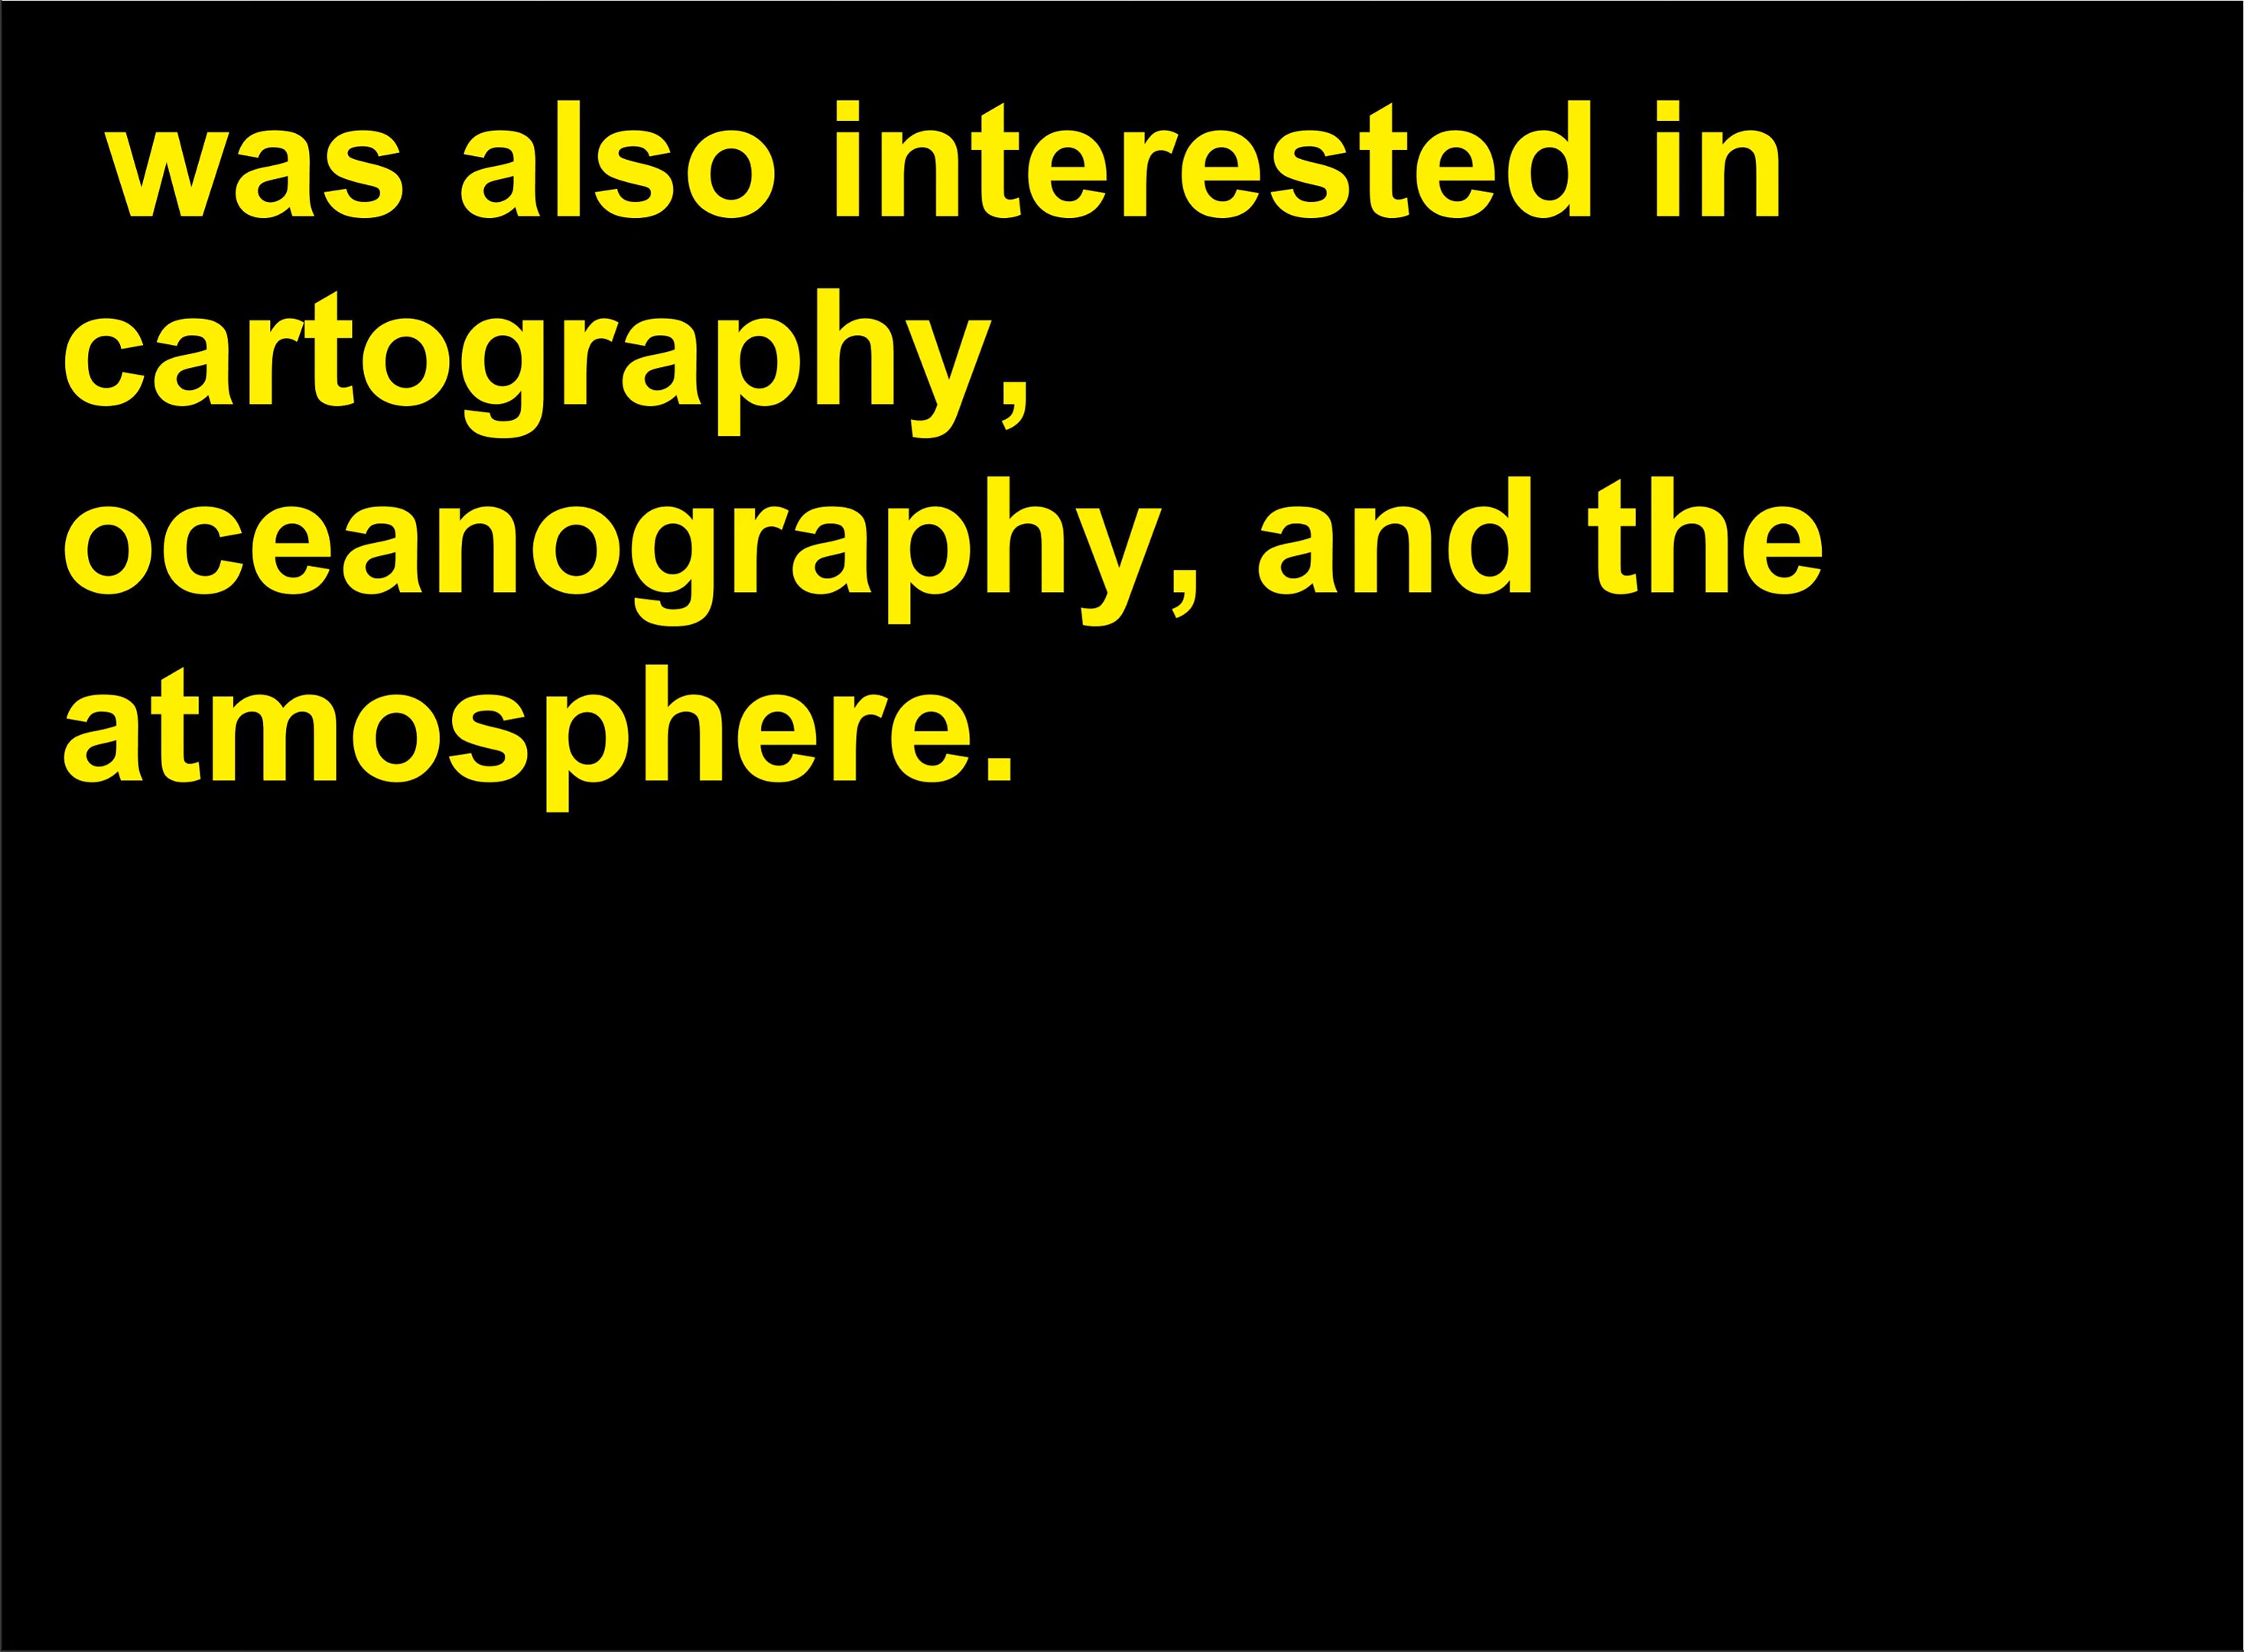 was also interested in
cartography,
oceanography, and the
atmosphere.